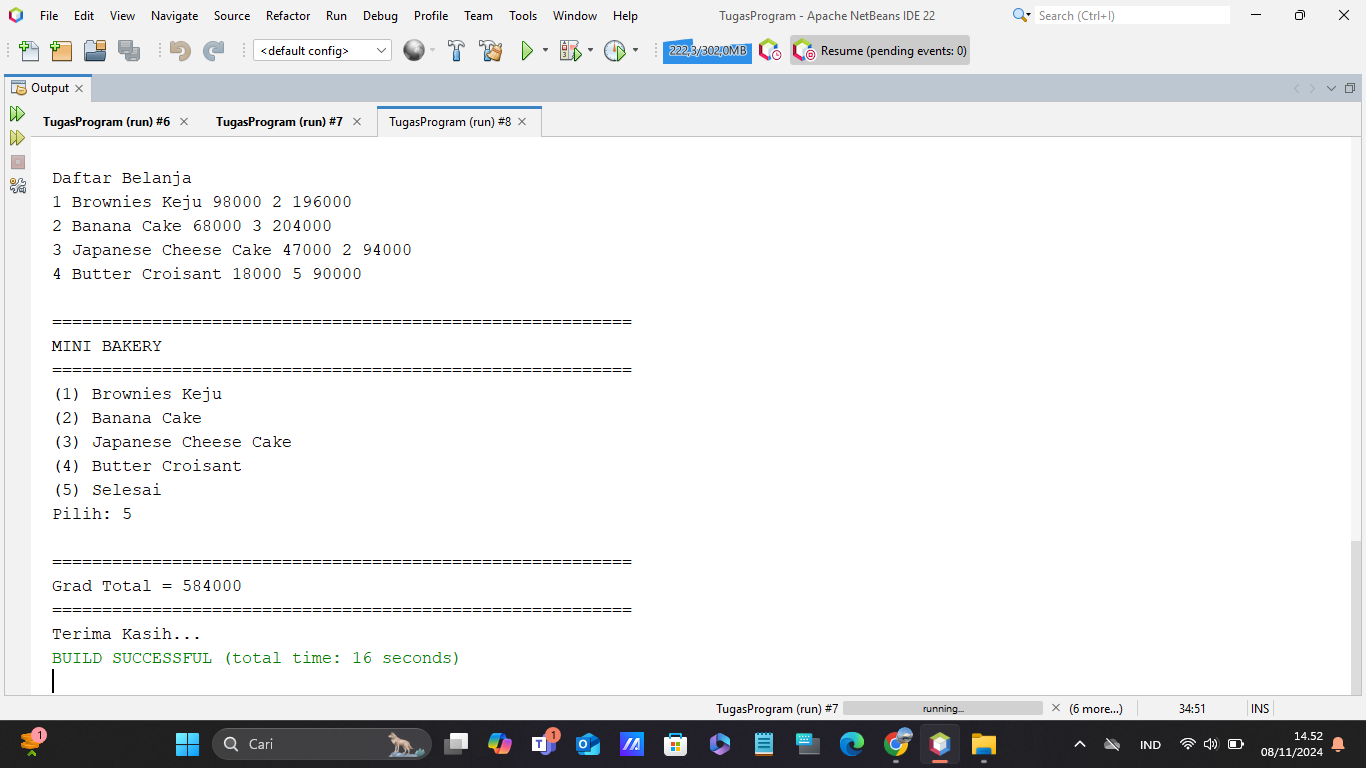 File Edit View Navigate Source Refactor Run Debug Profile Team Tools Window Help TugasProgram - Apache NetBeans IDE 22 Search (Ctrl+I)
<default config> 222,3/302,0MB Resume (pending events: 0)
Output
TugasProgram (run) #6 TugasProgram (run) #7 TugasProgram (run) #8
Daftar Belanja
1 Brownies Keju 98000 2 196000
2 Banana Cake 68000 3 204000
3 Japanese Cheese Cake 47000 2 94000
4 Butter Croisant 18000 5 90000
==========================================================
MINI BAKERY
==========================================================
(1) Brownies Keju
(2) Banana Cake
(3) Japanese Cheese Cake
(4) Butter Croisant
(5) Selesai
Pilih: 5
==========================================================
Grad Total = 584000
==========================================================
Terima Kasih...
BUILD SUCCESSFUL (total time: 16 seconds)
TugasProgram (run) #7 running... (6 more...) 34:51 INS
1 Cari 1 IND 14.52
08/11/2024